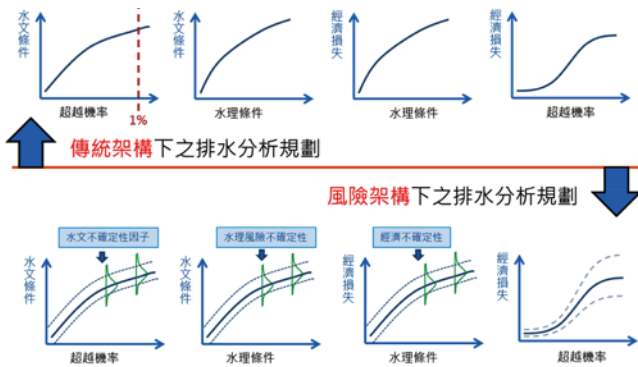 水文條件
超越機率
1%
水文條件
水理條件
經濟損失
水理條件
經濟損失
超越機率
傳統架構下之排水分析規劃
風險架構下之排水分析規劃
水文不確定性因子
水文條件
超越機率
水理風險不確定性
水文條件
水理條件
經濟不確定性
經濟損失
水理條件
經濟損失
超越機率